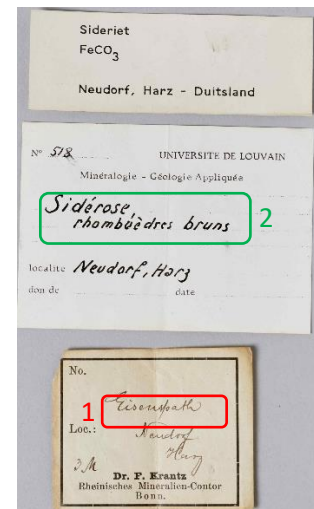 Sideriet
FeCO3
Neudorf, Harz - Duitsland
Nº 518 UNIVERSITE DE LOUVAIN
Minéralogie - Géologie Appliquée
Sidérose,
rhomboèdres bruns
2
localite Neudorf, Harz
don de date
No.
1
Eisenspath
Loc.: Neudorf
Harz
3 M
Dr. F. Krantz
Rheinisches Mineralien-Contor
Bonn.